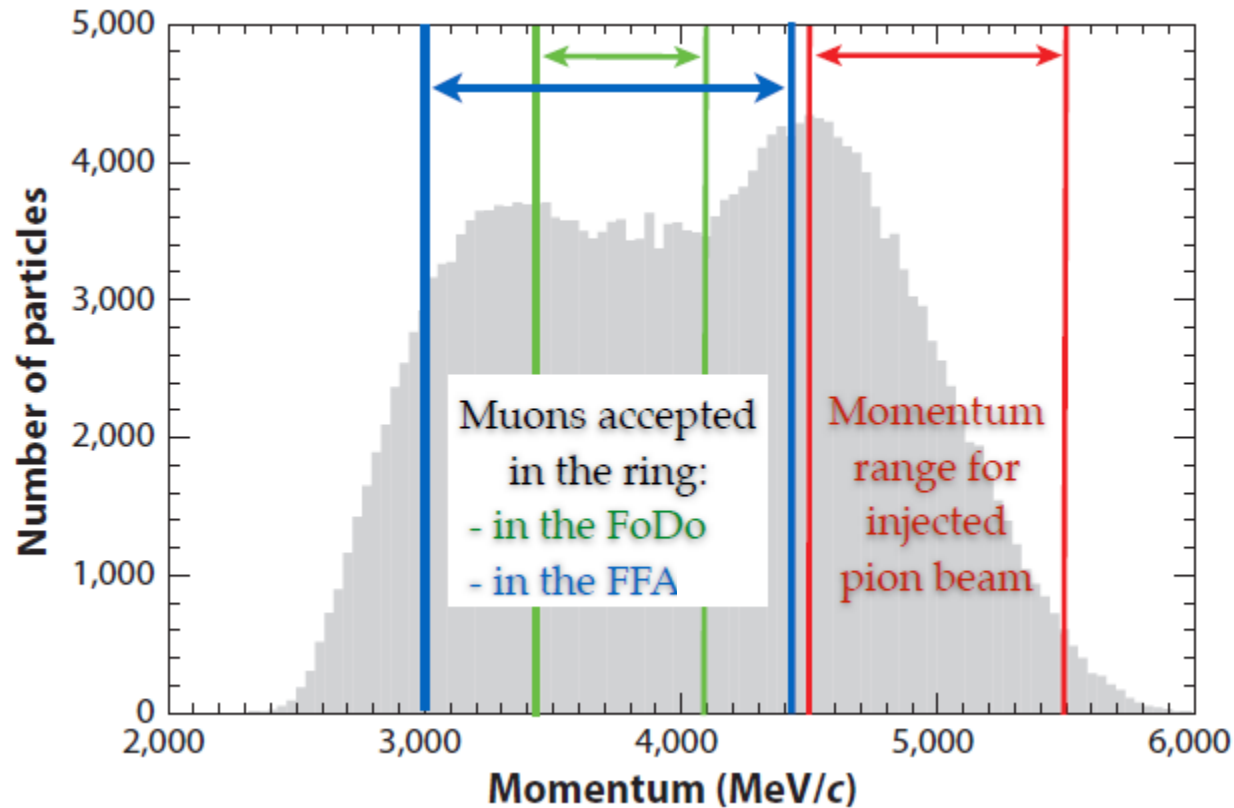 5,000
4,000
3,000
2,000
1,000
0
Number of particles
Muons accepted
in the ring:
- in the FoDo
- in the FFA
Momentum
range for
injected
pion beam
2,000 3,000 4,000 5,000 6,000
Momentum (MeV/c)